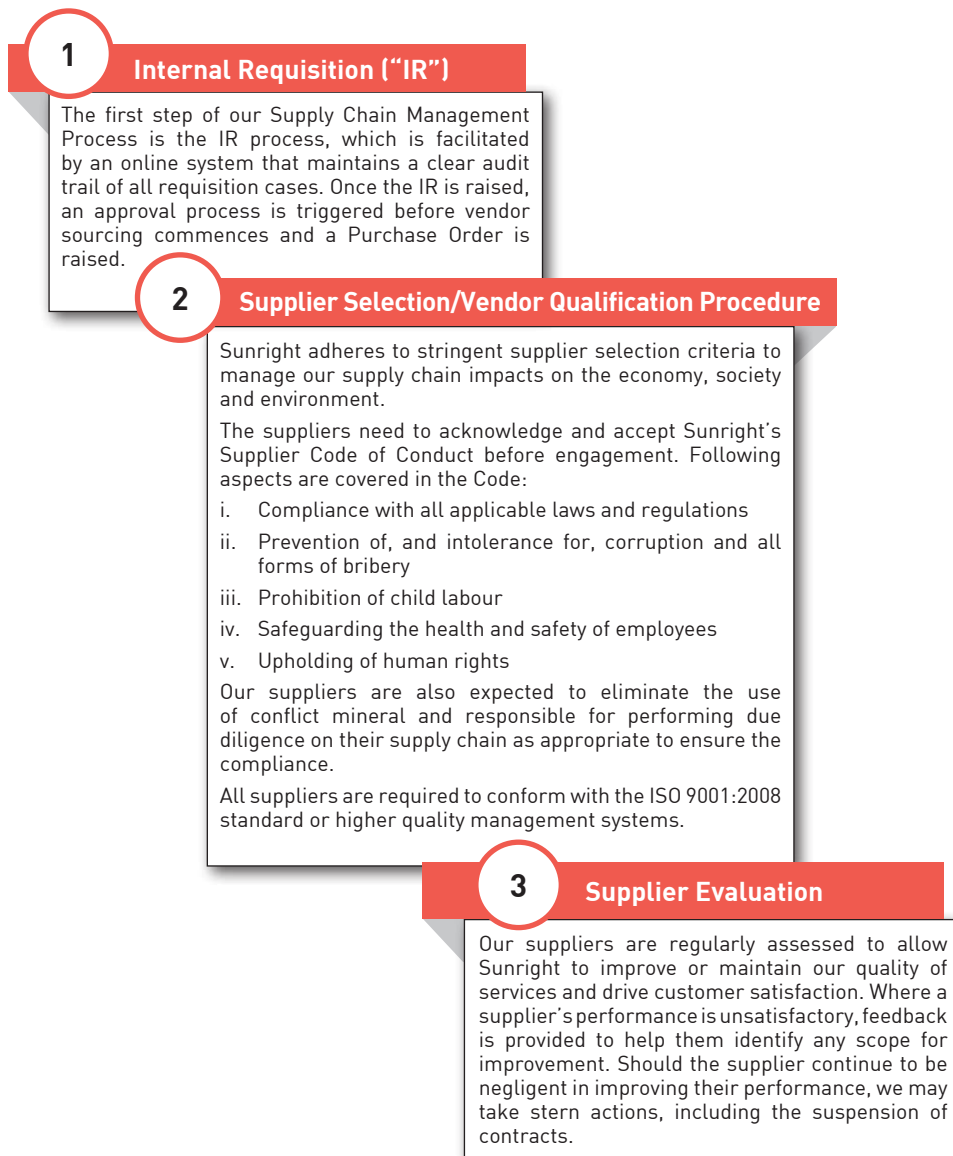 1
Internal Requisition (“IR”)
The first step of our Supply Chain Management
Process is the IR process, which is facilitated
by an online system that maintains a clear audit
trail of all requisition cases. Once the IR is raised,
an approval process is triggered before vendor
sourcing commences and a Purchase Order is
raised.
2
Supplier Selection/Vendor Qualification Procedure
Sunright adheres to stringent supplier selection criteria to
manage our supply chain impacts on the economy, society
and environment.
The suppliers need to acknowledge and accept Sunright’s
Supplier Code of Conduct before engagement. Following
aspects are covered in the Code:
i. Compliance with all applicable laws and regulations
ii. Prevention of, and intolerance for, corruption and all
forms of bribery
iii. Prohibition of child labour
iv. Safeguarding the health and safety of employees
v. Upholding of human rights
Our suppliers are also expected to eliminate the use
of conflict mineral and responsible for performing due
diligence on their supply chain as appropriate to ensure the
compliance.
All suppliers are required to conform with the ISO 9001:2008
standard or higher quality management systems.
3
Supplier Evaluation
Our suppliers are regularly assessed to allow
Sunright to improve or maintain our quality of
services and drive customer satisfaction. Where a
supplier’s performance is unsatisfactory, feedback
is provided to help them identify any scope for
improvement. Should the supplier continue to be
negligent in improving their performance, we may
take stern actions, including the suspension of
contracts.